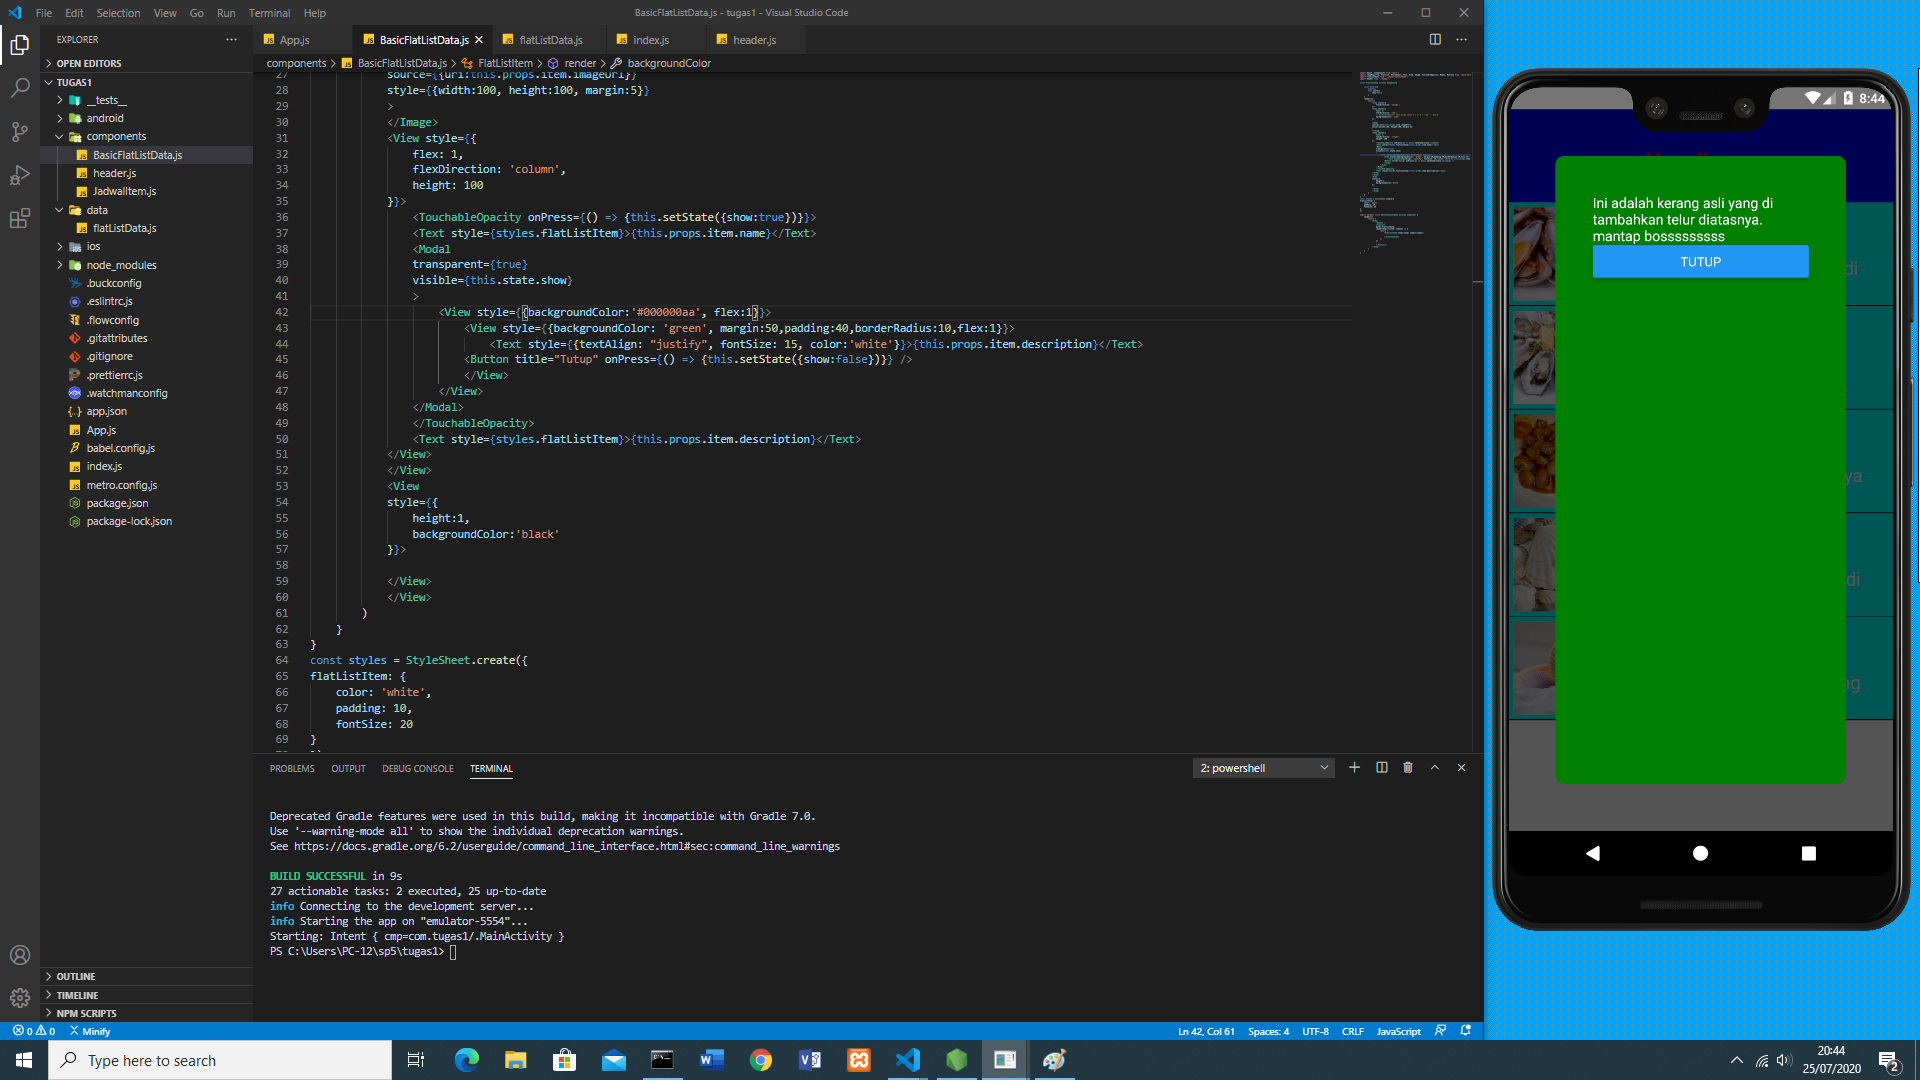 File Edit Selection View Go Run Terminal Help
BasicFlatListData.js - tugas1 - Visual Studio Code
EXPLORER
OPEN EDITORS
TUGAS1
__tests__
android
components
BasicFlatListData.js
header.js
JadwalItem.js
data
flatListData.js
ios
node_modules
.buckconfig
.eslintrc.js
.flowconfig
.gitattributes
.gitignore
.prettierrc.js
.watchmanconfig
app.json
App.js
babel.config.js
index.js
metro.config.js
package.json
package-lock.json
OUTLINE
TIMELINE
NPM SCRIPTS
App.js BasicFlatListData.js flatListData.js index.js header.js
components > BasicFlatListData.js > FlatListItem > render > backgroundColor
27 source={{uri:this.props.item.imageUrl}}
28 style={{width:100, height:100, margin:5}}
29 >
30 </Image>
31 <View style={{
32 flex: 1,
33 flexDirection: 'column',
34 height: 100
35 }}>
36 <TouchableOpacity onPress={() => {this.setState({show:true})}}>
37 <Text style={styles.flatListItem}>{this.props.item.name}</Text>
38 <Modal
39 transparent={true}
40 visible={this.state.show}
41 >
42 <View style={{backgroundColor:'#000000aa', flex:1}}>
43 <View style={{backgroundColor: 'green', margin:50,padding:40,borderRadius:10,flex:1}}>
44 <Text style={{textAlign: "justify", fontSize: 15, color:'white'}}>{this.props.item.description}</Text>
45 <Button title="Tutup" onPress={() => {this.setState({show:false})}} />
46 </View>
47 </View>
48 </Modal>
49 </TouchableOpacity>
50 <Text style={styles.flatListItem}>{this.props.item.description}</Text>
51 </View>
52 </View>
53 <View
54 style={{
55 height:1,
56 backgroundColor:'black'
57 }}>
58
59 </View>
60 </View>
61 )
62 }
63 }
64 const styles = StyleSheet.create({
65 flatListItem: {
66 color: 'white',
67 padding: 10,
68 fontSize: 20
69 }
PROBLEMS OUTPUT DEBUG CONSOLE TERMINAL
2: powershell
Deprecated Gradle features were used in this build, making it incompatible with Gradle 7.0.
Use '--warning-mode all' to show the individual deprecation warnings.
See https://docs.gradle.org/6.2/userguide/command_line_interface.html#sec:command_line_warnings
BUILD SUCCESSFUL in 9s
27 actionable tasks: 2 executed, 25 up-to-date
info Connecting to the development server...
info Starting the app on "emulator-5554"...
Starting: Intent { cmp=com.tugas1/.MainActivity }
PS C:\Users\PC-12\sp5\tugas1>
0 0 Minify
Ln 42, Col 61 Spaces: 4 UTF-8 CRLF JavaScript
8:44
Ini adalah kerang asli yang di
tambahkan telur diatasnya.
mantap bosssssssss
TUTUP
di
ya
di
ng
Type here to search
20:44
25/07/2020
2